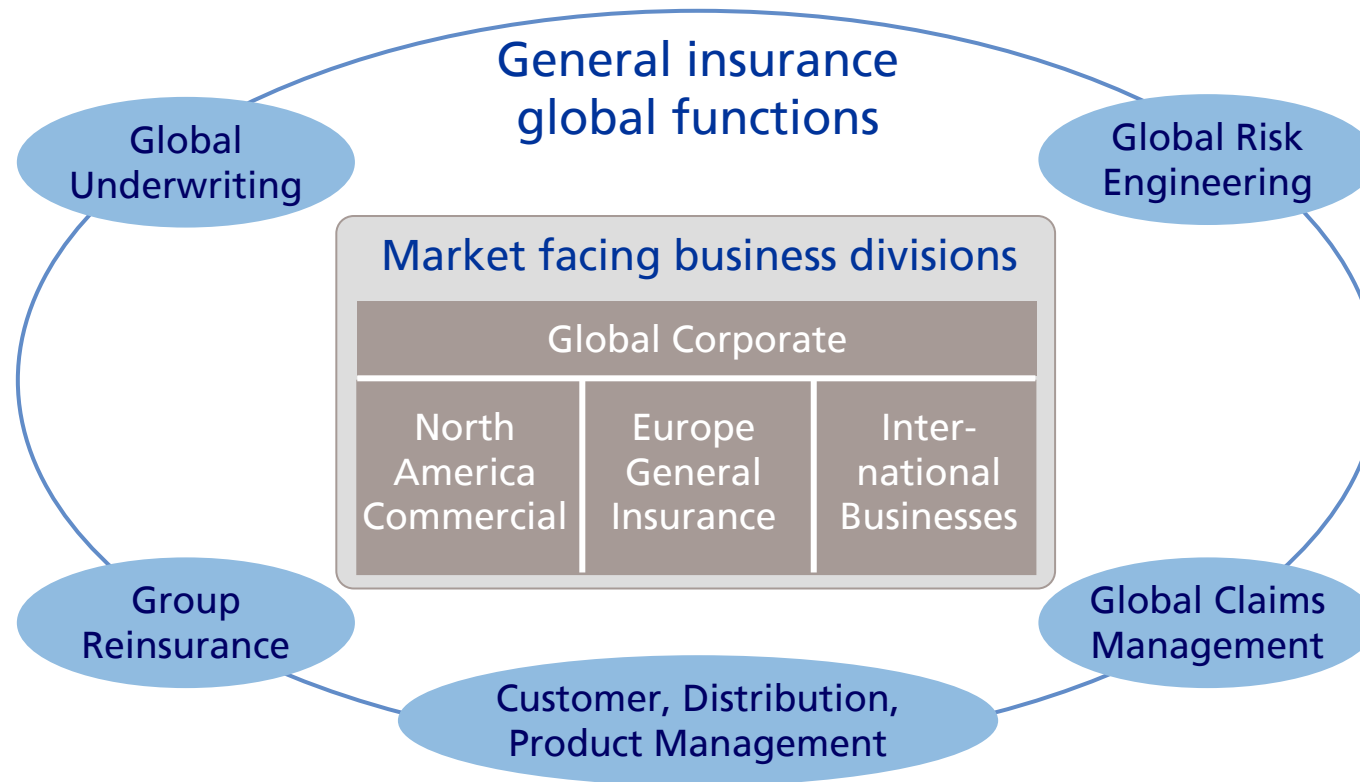 General insurance
global functions
Global
Underwriting
Global Risk
Engineering
Market facing business divisions
Global Corporate
North
America
Commercial
Europe
General
Insurance
Inter-
national
Businesses
Group
Reinsurance
Global Claims
Management
Customer, Distribution,
Product Management